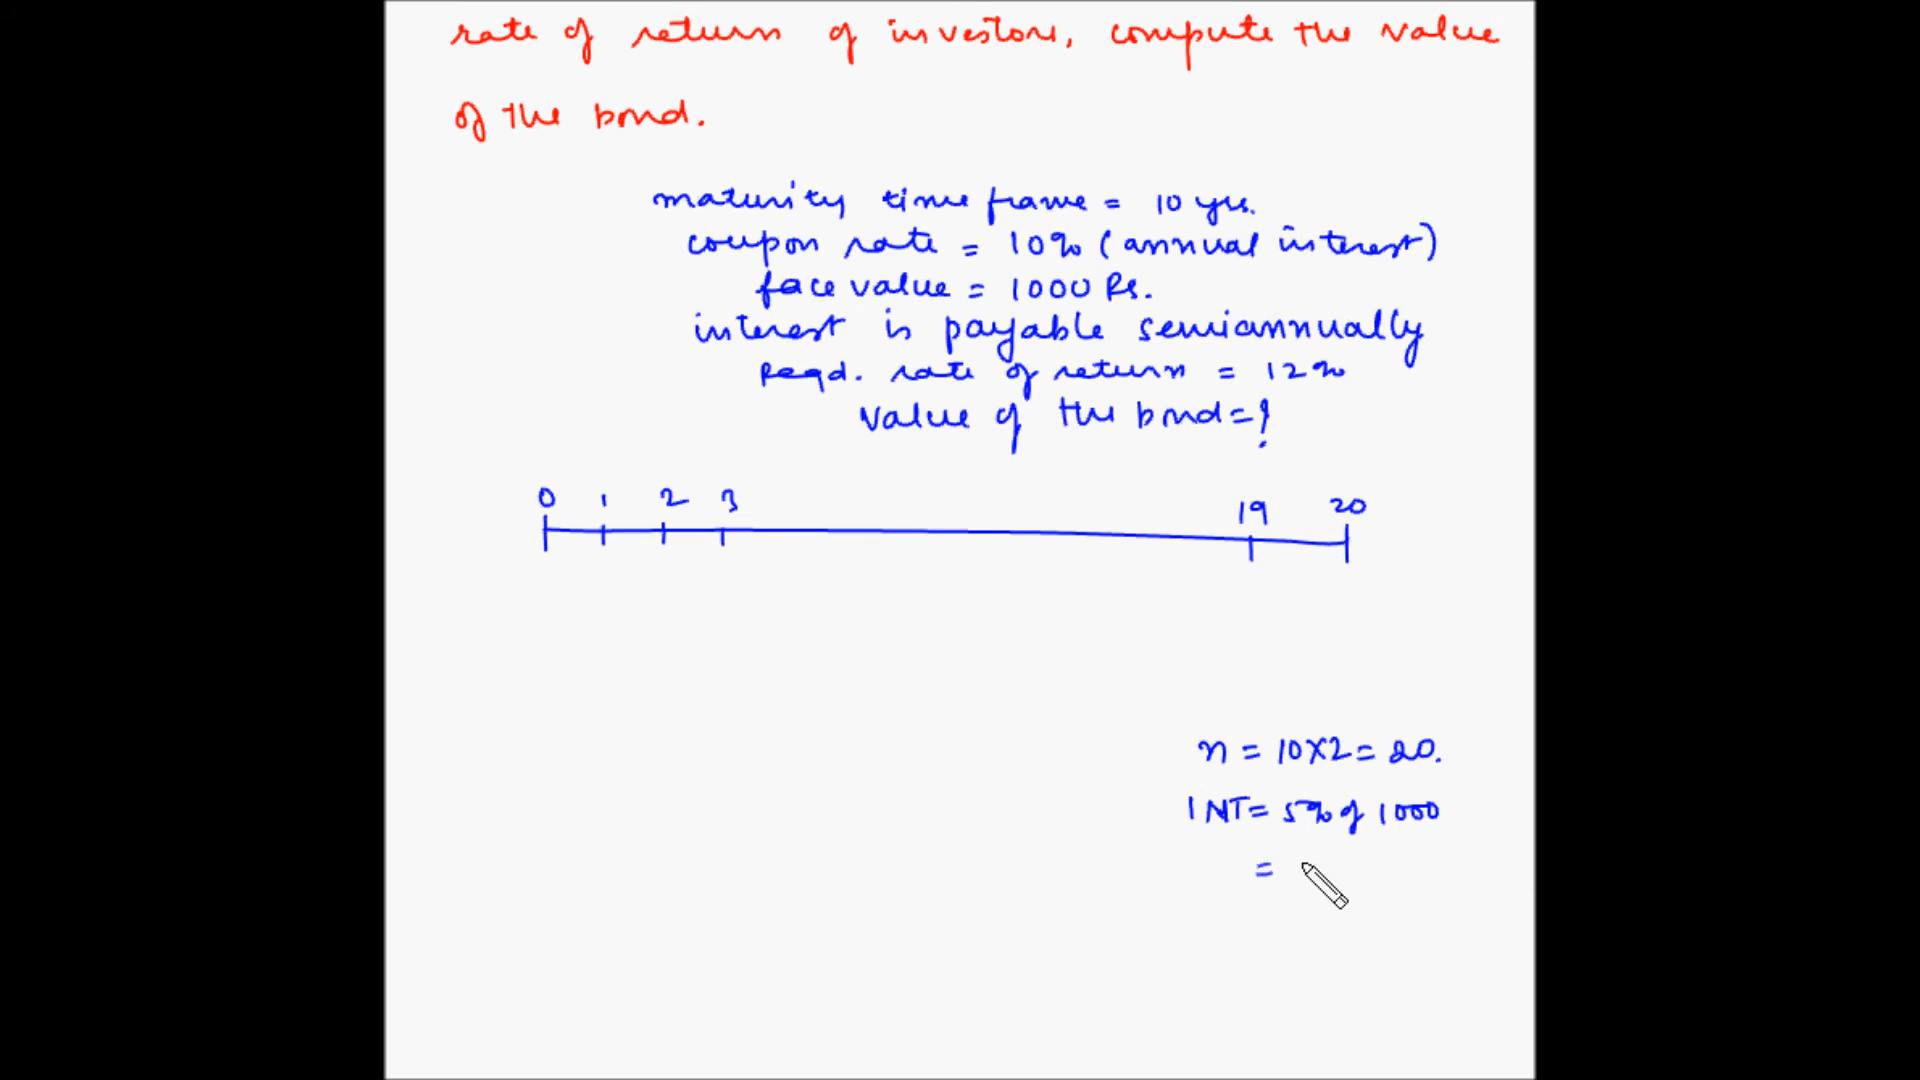 rate of return of investors, compute the value
of the bond.
maturity time frame = 10 yrs.
coupon rate = 10% (annual interest)
face value = 1000 Rs.
interest is payable semiannually
Reqd. rate of return = 12%
Value of the bond = ?
0 1 2 3 19 20
n = 10X2 = 20.
INT = 5% of 1000
=